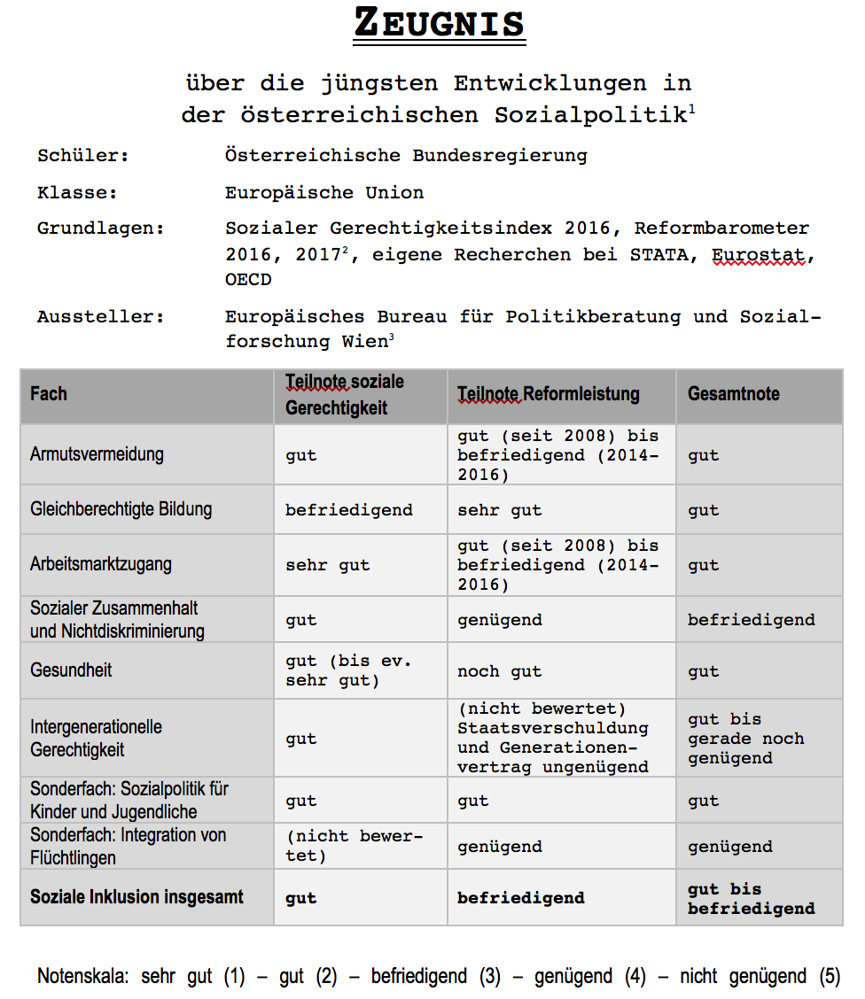 ZEUGNIS
über die jüngsten Entwicklungen in
der österreichischen Sozialpolitik¹
Schüler: Österreichische Bundesregierung
Klasse: Europäische Union
Grundlagen: Sozialer Gerechtigkeitsindex 2016, Reformbarometer
2016, 2017², eigene Recherchen bei STATA, Eurostat,
OECD
Aussteller: Europäisches Bureau für Politikberatung und Sozial-
forschung Wien³
Fach
Teilnote soziale
Gerechtigkeit
Teilnote Reformleistung
Gesamtnote
Armutsvermeidung
gut
gut (seit 2008) bis
befriedigend (2014-
2016)
gut
Gleichberechtigte Bildung
befriedigend
sehr gut
gut
Arbeitsmarktzugang
sehr gut
gut (seit 2008) bis
befriedigend (2014-
2016)
gut
Sozialer Zusammenhalt
und Nichtdiskriminierung
gut
genügend
befriedigend
Gesundheit
gut (bis ev.
sehr gut)
noch gut
gut
Intergenerationelle
Gerechtigkeit
gut
(nicht bewertet)
Staatsverschuldung
und Generationen-
vertrag ungenügend
gut bis
gerade noch
genügend
Sonderfach: Sozialpolitik für
Kinder und Jugendliche
gut
gut
gut
Sonderfach: Integration von
Flüchtlingen
(nicht bewer-
tet)
genügend
genügend
Soziale Inklusion insgesamt
gut
befriedigend
gut bis
befriedigend
Notenskala: sehr gut (1) – gut (2) – befriedigend (3) – genügend (4) – nicht genügend (5)